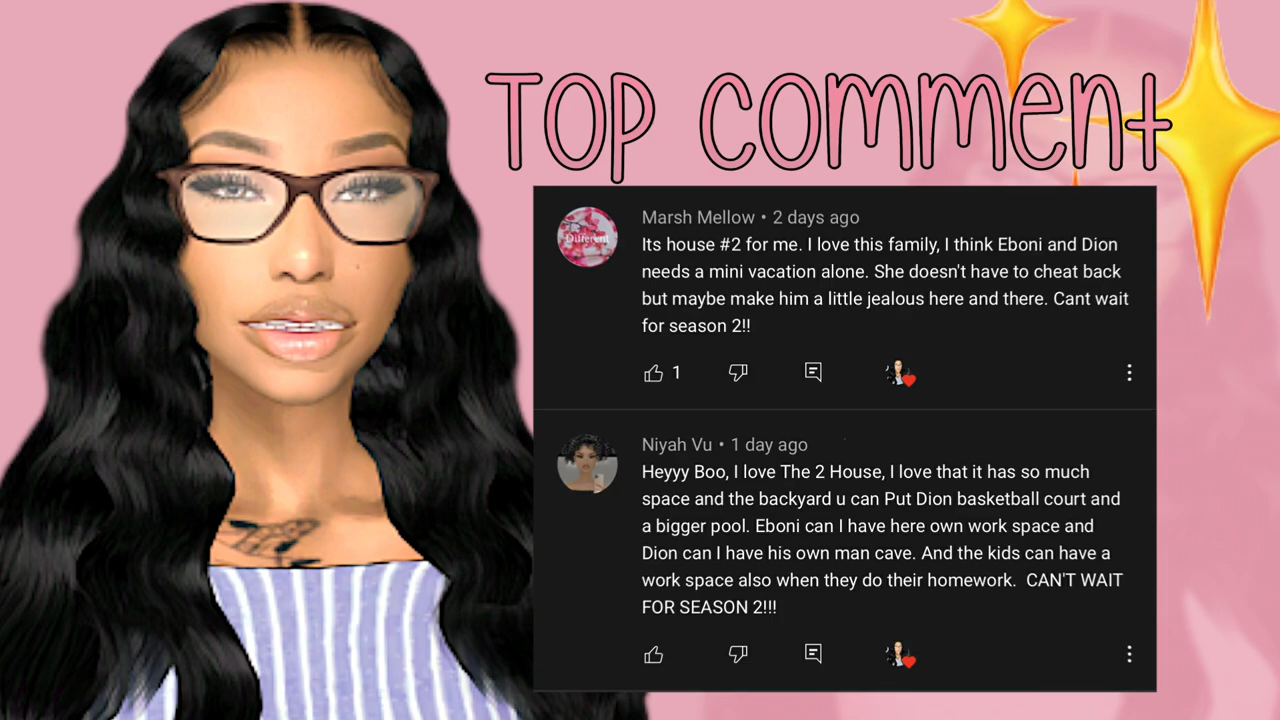 TOP COMMENT
Marsh Mellow • 2 days ago
Different
Its house #2 for me. I love this family, I think Eboni and Dion
needs a mini vacation alone. She doesn't have to cheat back
but maybe make him a little jealous here and there. Cant wait
for season 2!!
1
Niyah Vu • 1 day ago
Heyyy Boo, I love The 2 House, I love that it has so much
space and the backyard u can Put Dion basketball court and
a bigger pool. Eboni can I have here own work space and
Dion can I have his own man cave. And the kids can have a
work space also when they do their homework.  CAN'T WAIT
FOR SEASON 2!!!